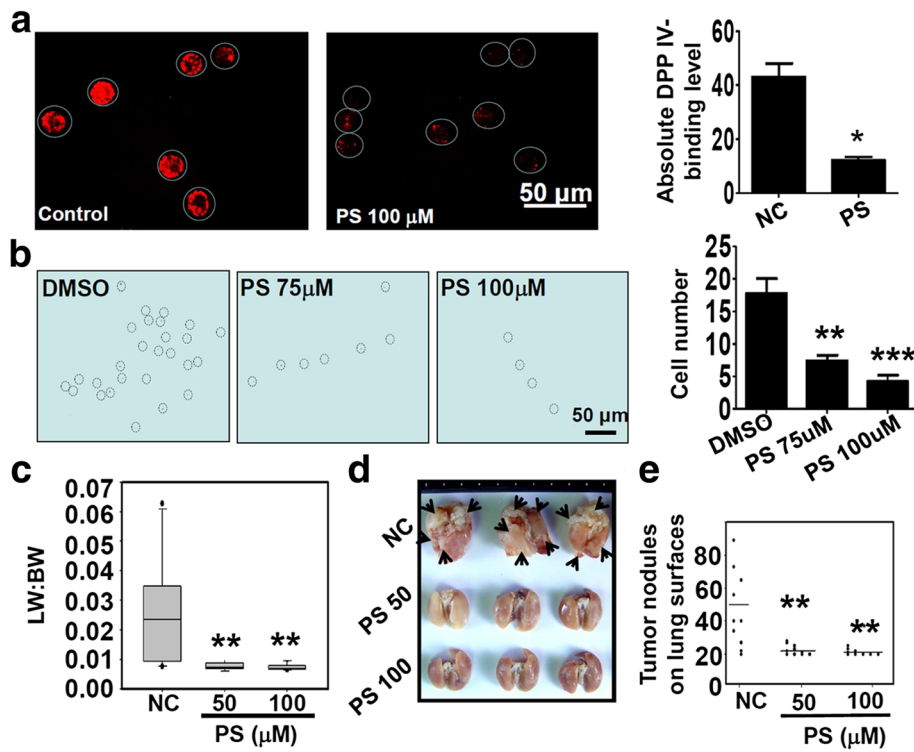 a
Control
PS 100 μM
50 μm
Absolute DPP IV-
binding level
60
40
20
0
*
NC
PS
b
DMSO
PS 75μM
PS 100μM
50 μm
Cell number
25
20
15
10
5
0
**
***
DMSO
PS 75uM
PS 100uM
c
LW:BW
0.07
0.06
0.05
0.04
0.03
0.02
0.01
0.00
**
**
NC
50
100
PS (μM)
d
NC
PS 50
PS 100
e
Tumor nodules
on lung surfaces
80
60
40
20
0
**
**
NC
50
100
PS (μM)